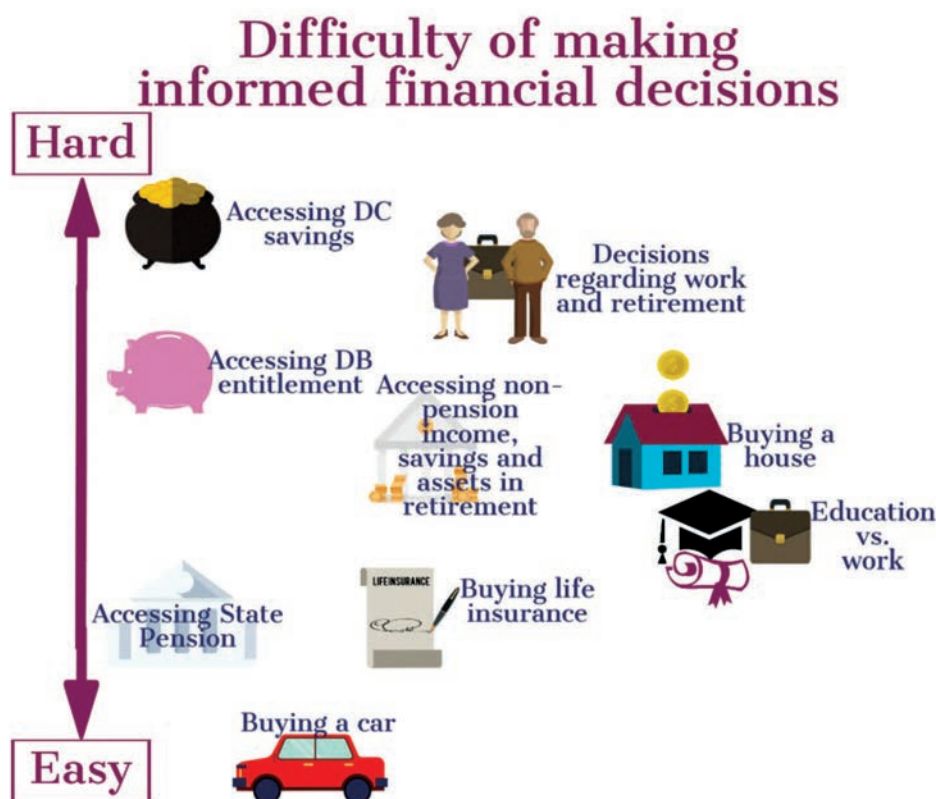 Difficulty of making
informed financial decisions
Hard
Accessing DC
savings
Decisions
regarding work
and retirement
Accessing DB
entitlement
Accessing non-
pension
income,
savings and
assets in
retirement
Buying a
house
Education
vs.
work
Accessing State
Pension
LIFEINSURANCE
Buying life
insurance
Buying a car
Easy